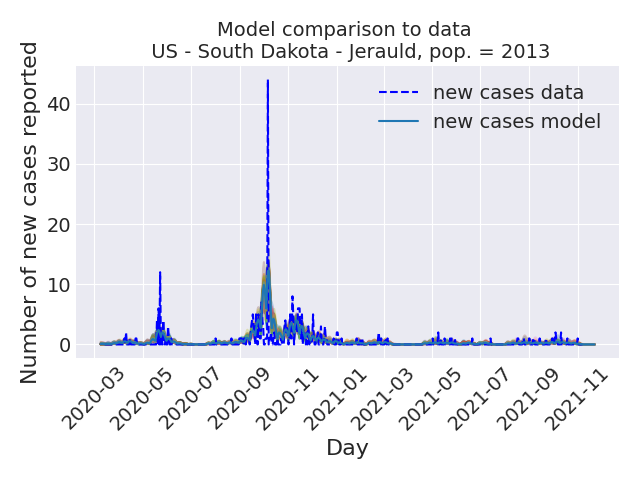 Model comparison to data
US - South Dakota - Jerauld, pop. = 2013
Number of new cases reported
40
30
20
10
0
new cases data
new cases model
2020-03
2020-05
2020-07
2020-09
2020-11
2021-01
2021-03
2021-05
2021-07
2021-09
2021-11
Day